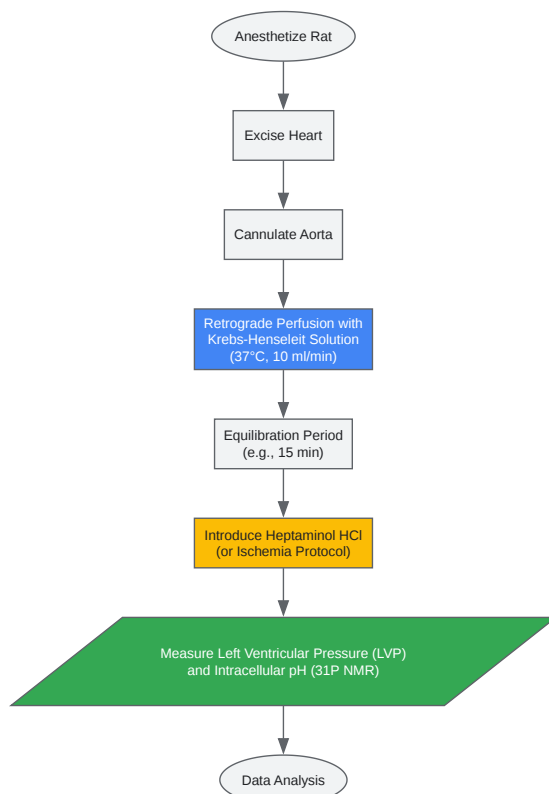 Anesthetize Rat
Excise Heart
Cannulate Aorta
Retrograde Perfusion with
Krebs-Henseleit Solution
(37°C, 10 ml/min)
Equilibration Period
(e.g., 15 min)
Introduce Heptaminol HCl
(or Ischemia Protocol)
Measure Left Ventricular Pressure (LVP)
and Intracellular pH (31P NMR)
Data Analysis